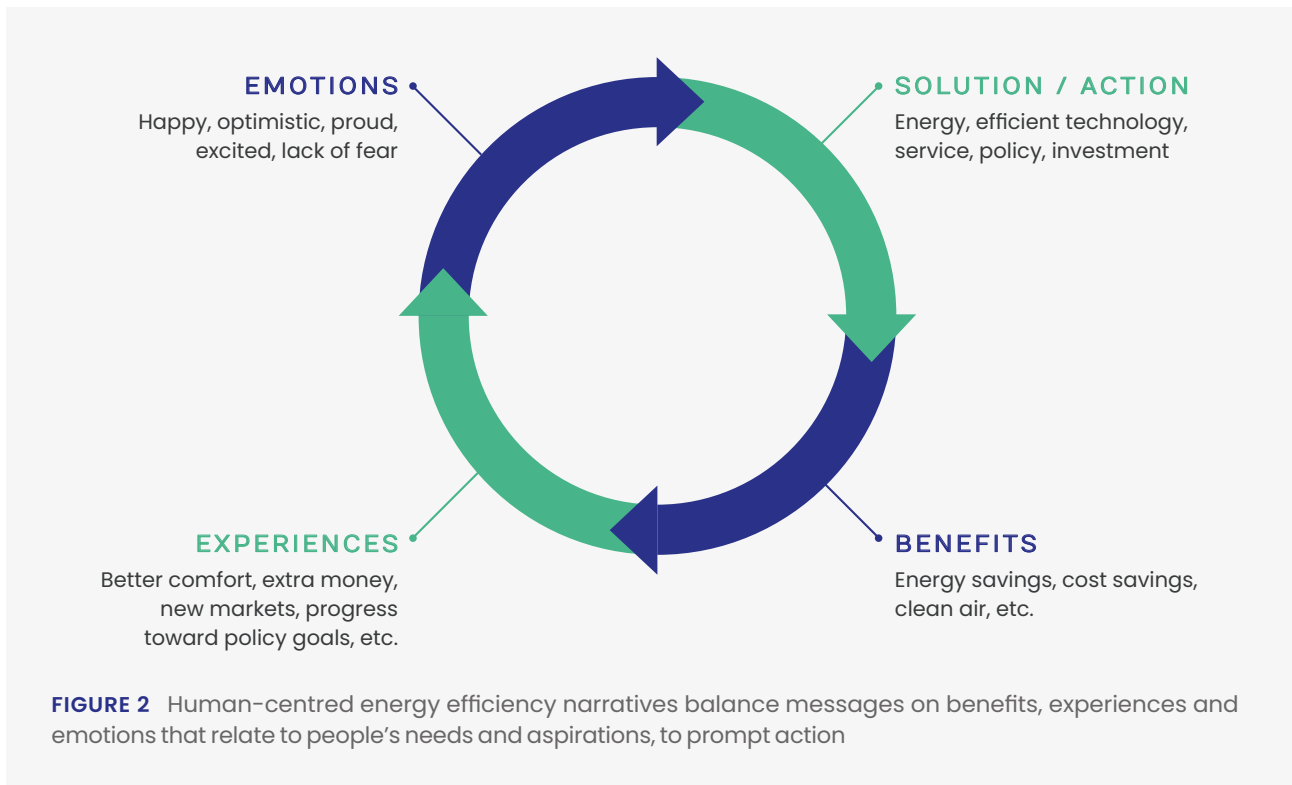 EMOTIONS
Happy, optimistic, proud,
excited, lack of fear
SOLUTION / ACTION
Energy, efficient technology,
service, policy, investment
EXPERIENCES
Better comfort, extra money,
new markets, progress
toward policy goals, etc.
BENEFITS
Energy savings, cost savings,
clean air, etc.
FIGURE 2 Human-centred energy efficiency narratives balance messages on benefits, experiences and
emotions that relate to people’s needs and aspirations, to prompt action